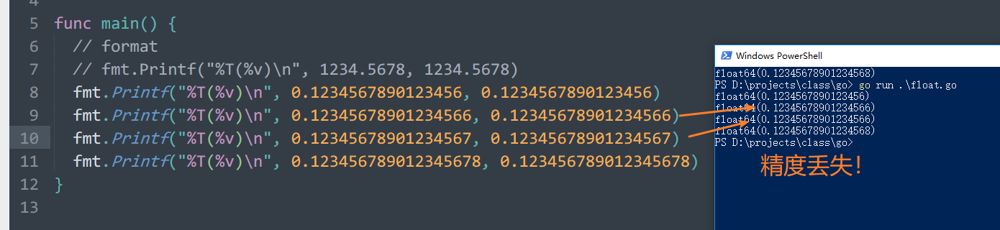 4
5 func main() {
6 // format
7 // fmt.Printf("%T(%v)\n", 1234.5678, 1234.5678)
8 fmt.Printf("%T(%v)\n", 0.1234567890123456, 0.1234567890123456)
9 fmt.Printf("%T(%v)\n", 0.12345678901234566, 0.12345678901234566)
10 fmt.Printf("%T(%v)\n", 0.12345678901234567, 0.12345678901234567)
11 fmt.Printf("%T(%v)\n", 0.123456789012345678, 0.123456789012345678)
12 }
13
Windows PowerShell
float64(0.12345678901234568)
PS D:\projects\class\go> go run .\float.go
float64(0.1234567890123456)
float64(0.12345678901234566)
float64(0.12345678901234566)
float64(0.12345678901234568)
PS D:\projects\class\go>
精度丢失!